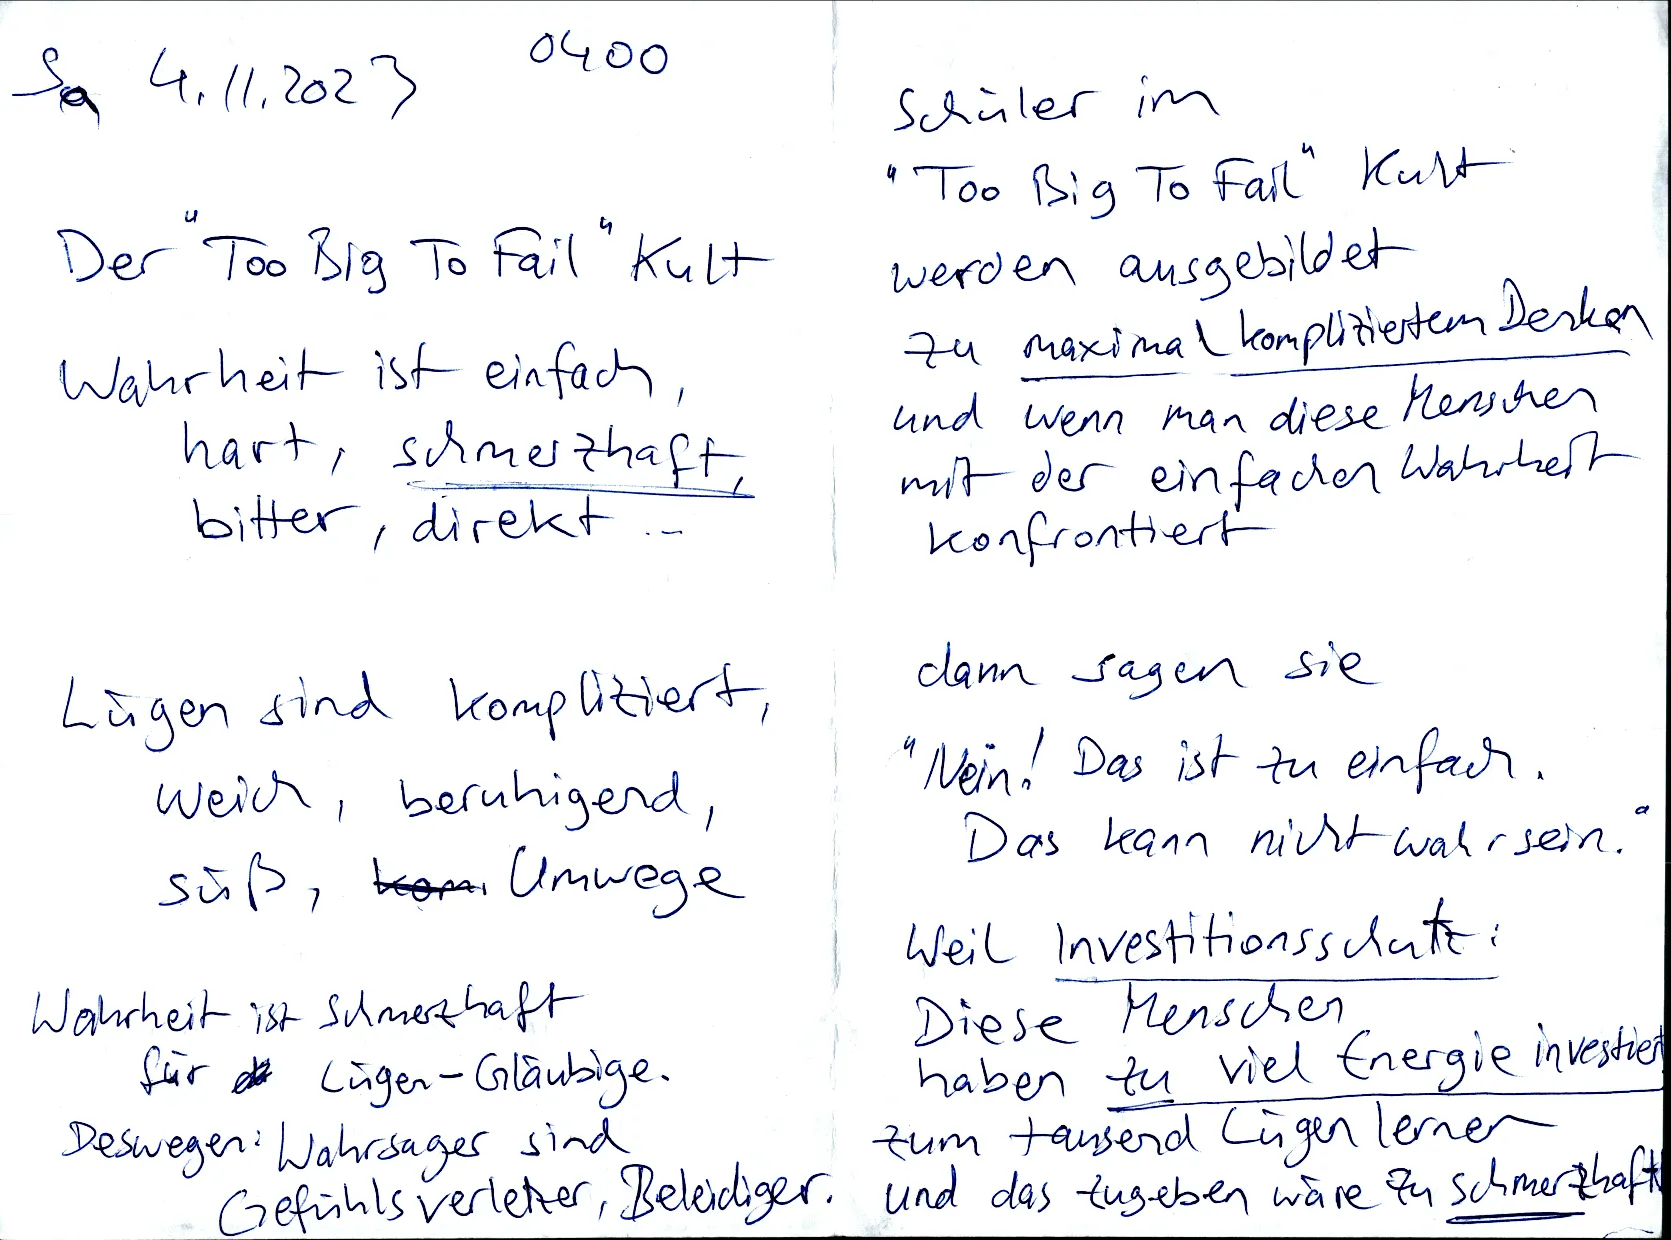 Sa 4.11.2023 0400
Der "Too Big To Fail" Kult
Wahrheit ist einfach,
hart, schmerzhaft,
bitter, direkt ...
Lügen sind kompliziert,
weich, beruhigend,
süß, kom. Umwege
Wahrheit ist schmerzhaft
für Lügen-Gläubige.
Deswegen: Wahrsager sind
Gefühlsverletzer, Beleidiger.
Schüler im
"Too Big To Fail" Kult
werden ausgebildet
zu maximal kompliziertem Denken
und wenn man diese Menschen
mit der einfachen Wahrheit
konfrontiert
dann sagen sie
"Nein! Das ist zu einfach.
Das kann nicht wahr sein."
Weil Investitionsschutz:
Diese Menschen
haben zu viel Energie investiert
zum tausend Lügen lernen
und das zugeben wäre zu schmerzhaft